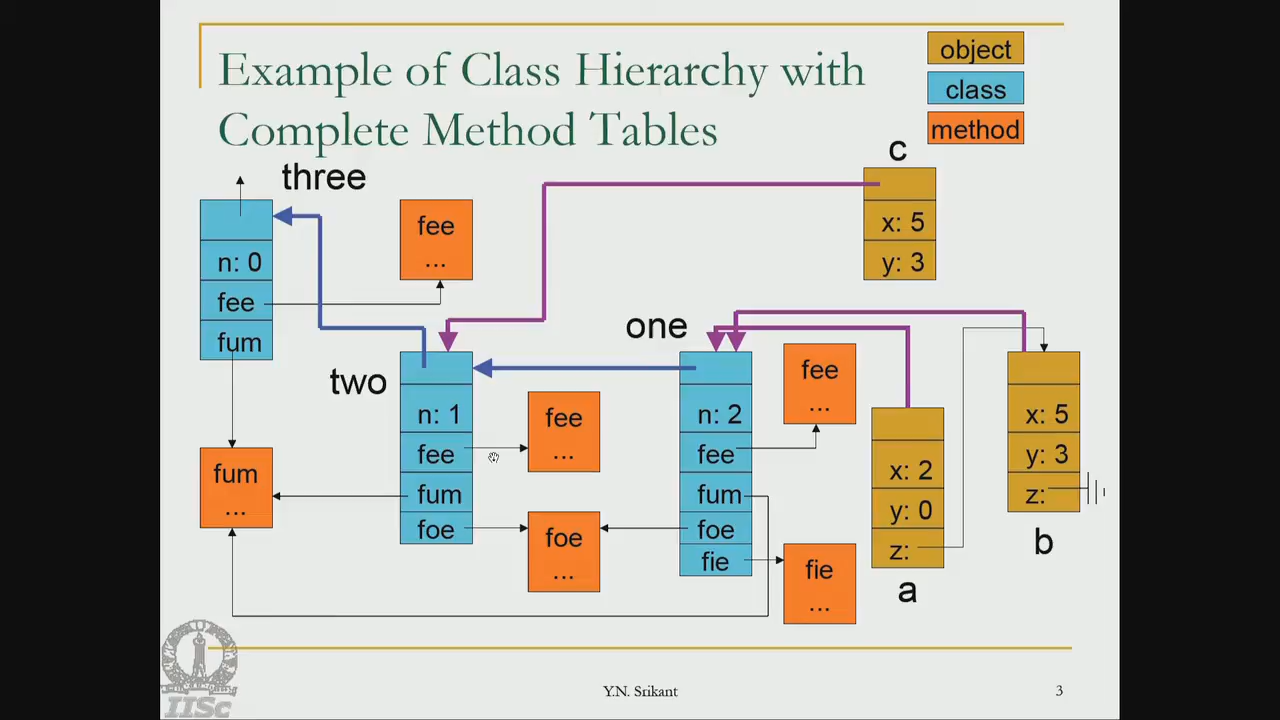 Example of Class Hierarchy with
Complete Method Tables
object
class
method
c
x: 5
y: 3
three
n: 0
fee
fum
fee
...
one
two
n: 1
fee
fum
foe
fee
...
foe
...
fum
...
n: 2
fee
fum
foe
fie
fee
...
fie
...
x: 2
y: 0
z:
a
x: 5
y: 3
z:
b
IISc
Y.N. Srikant
3